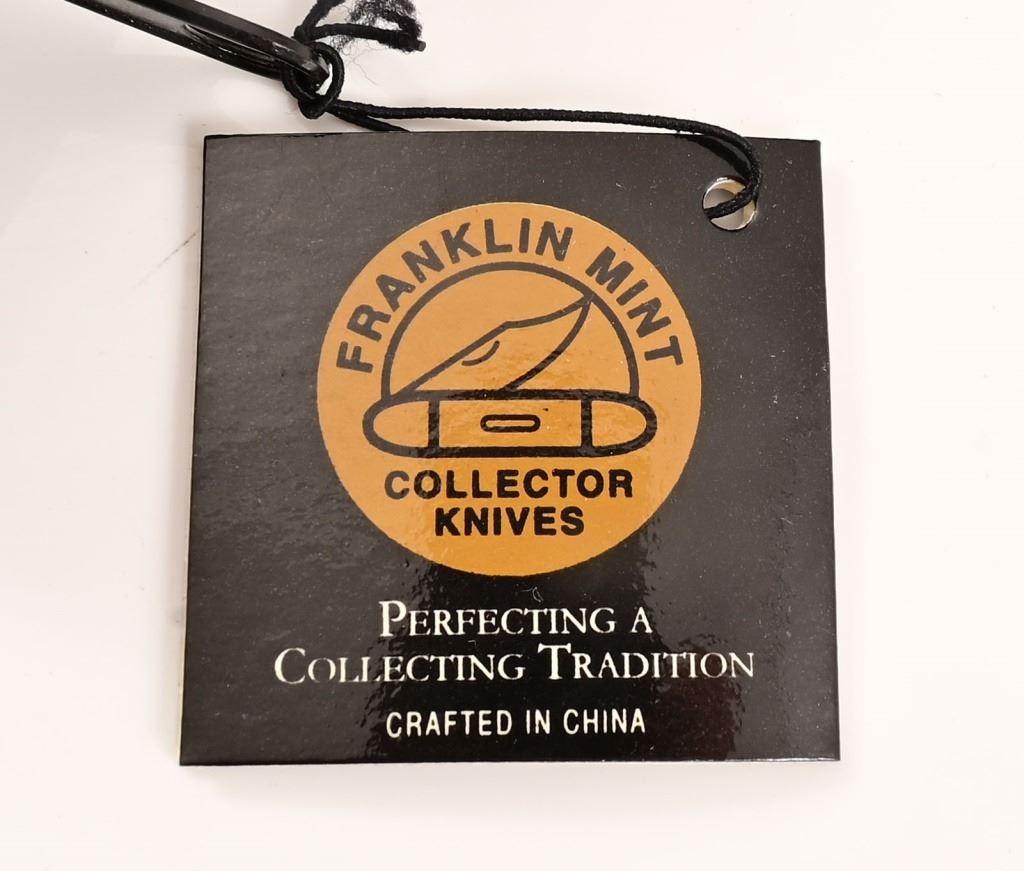 FRANKLIN MINT
COLLECTOR
KNIVES
PERFECTING A
COLLECTING TRADITION
CRAFTED IN CHINA